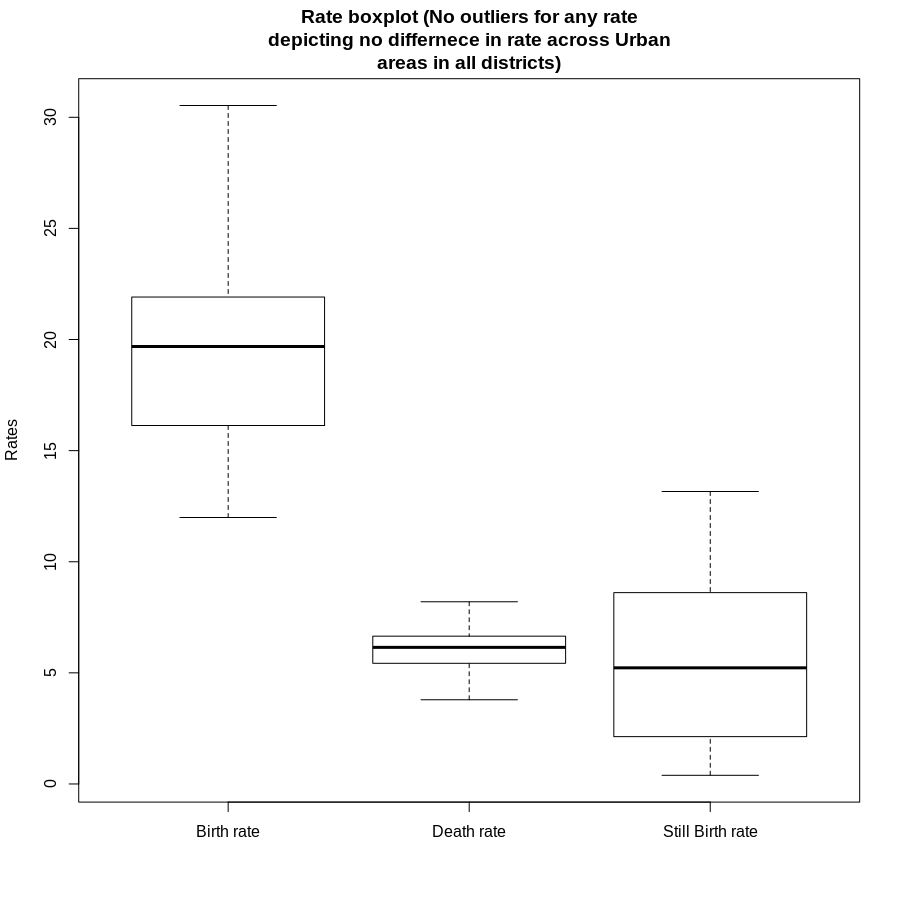 Rate boxplot (No outliers for any rate
depicting no differnece in rate across Urban
areas in all districts)
30
25
20
15
10
5
0
Rates
Birth rate
Death rate
Still Birth rate